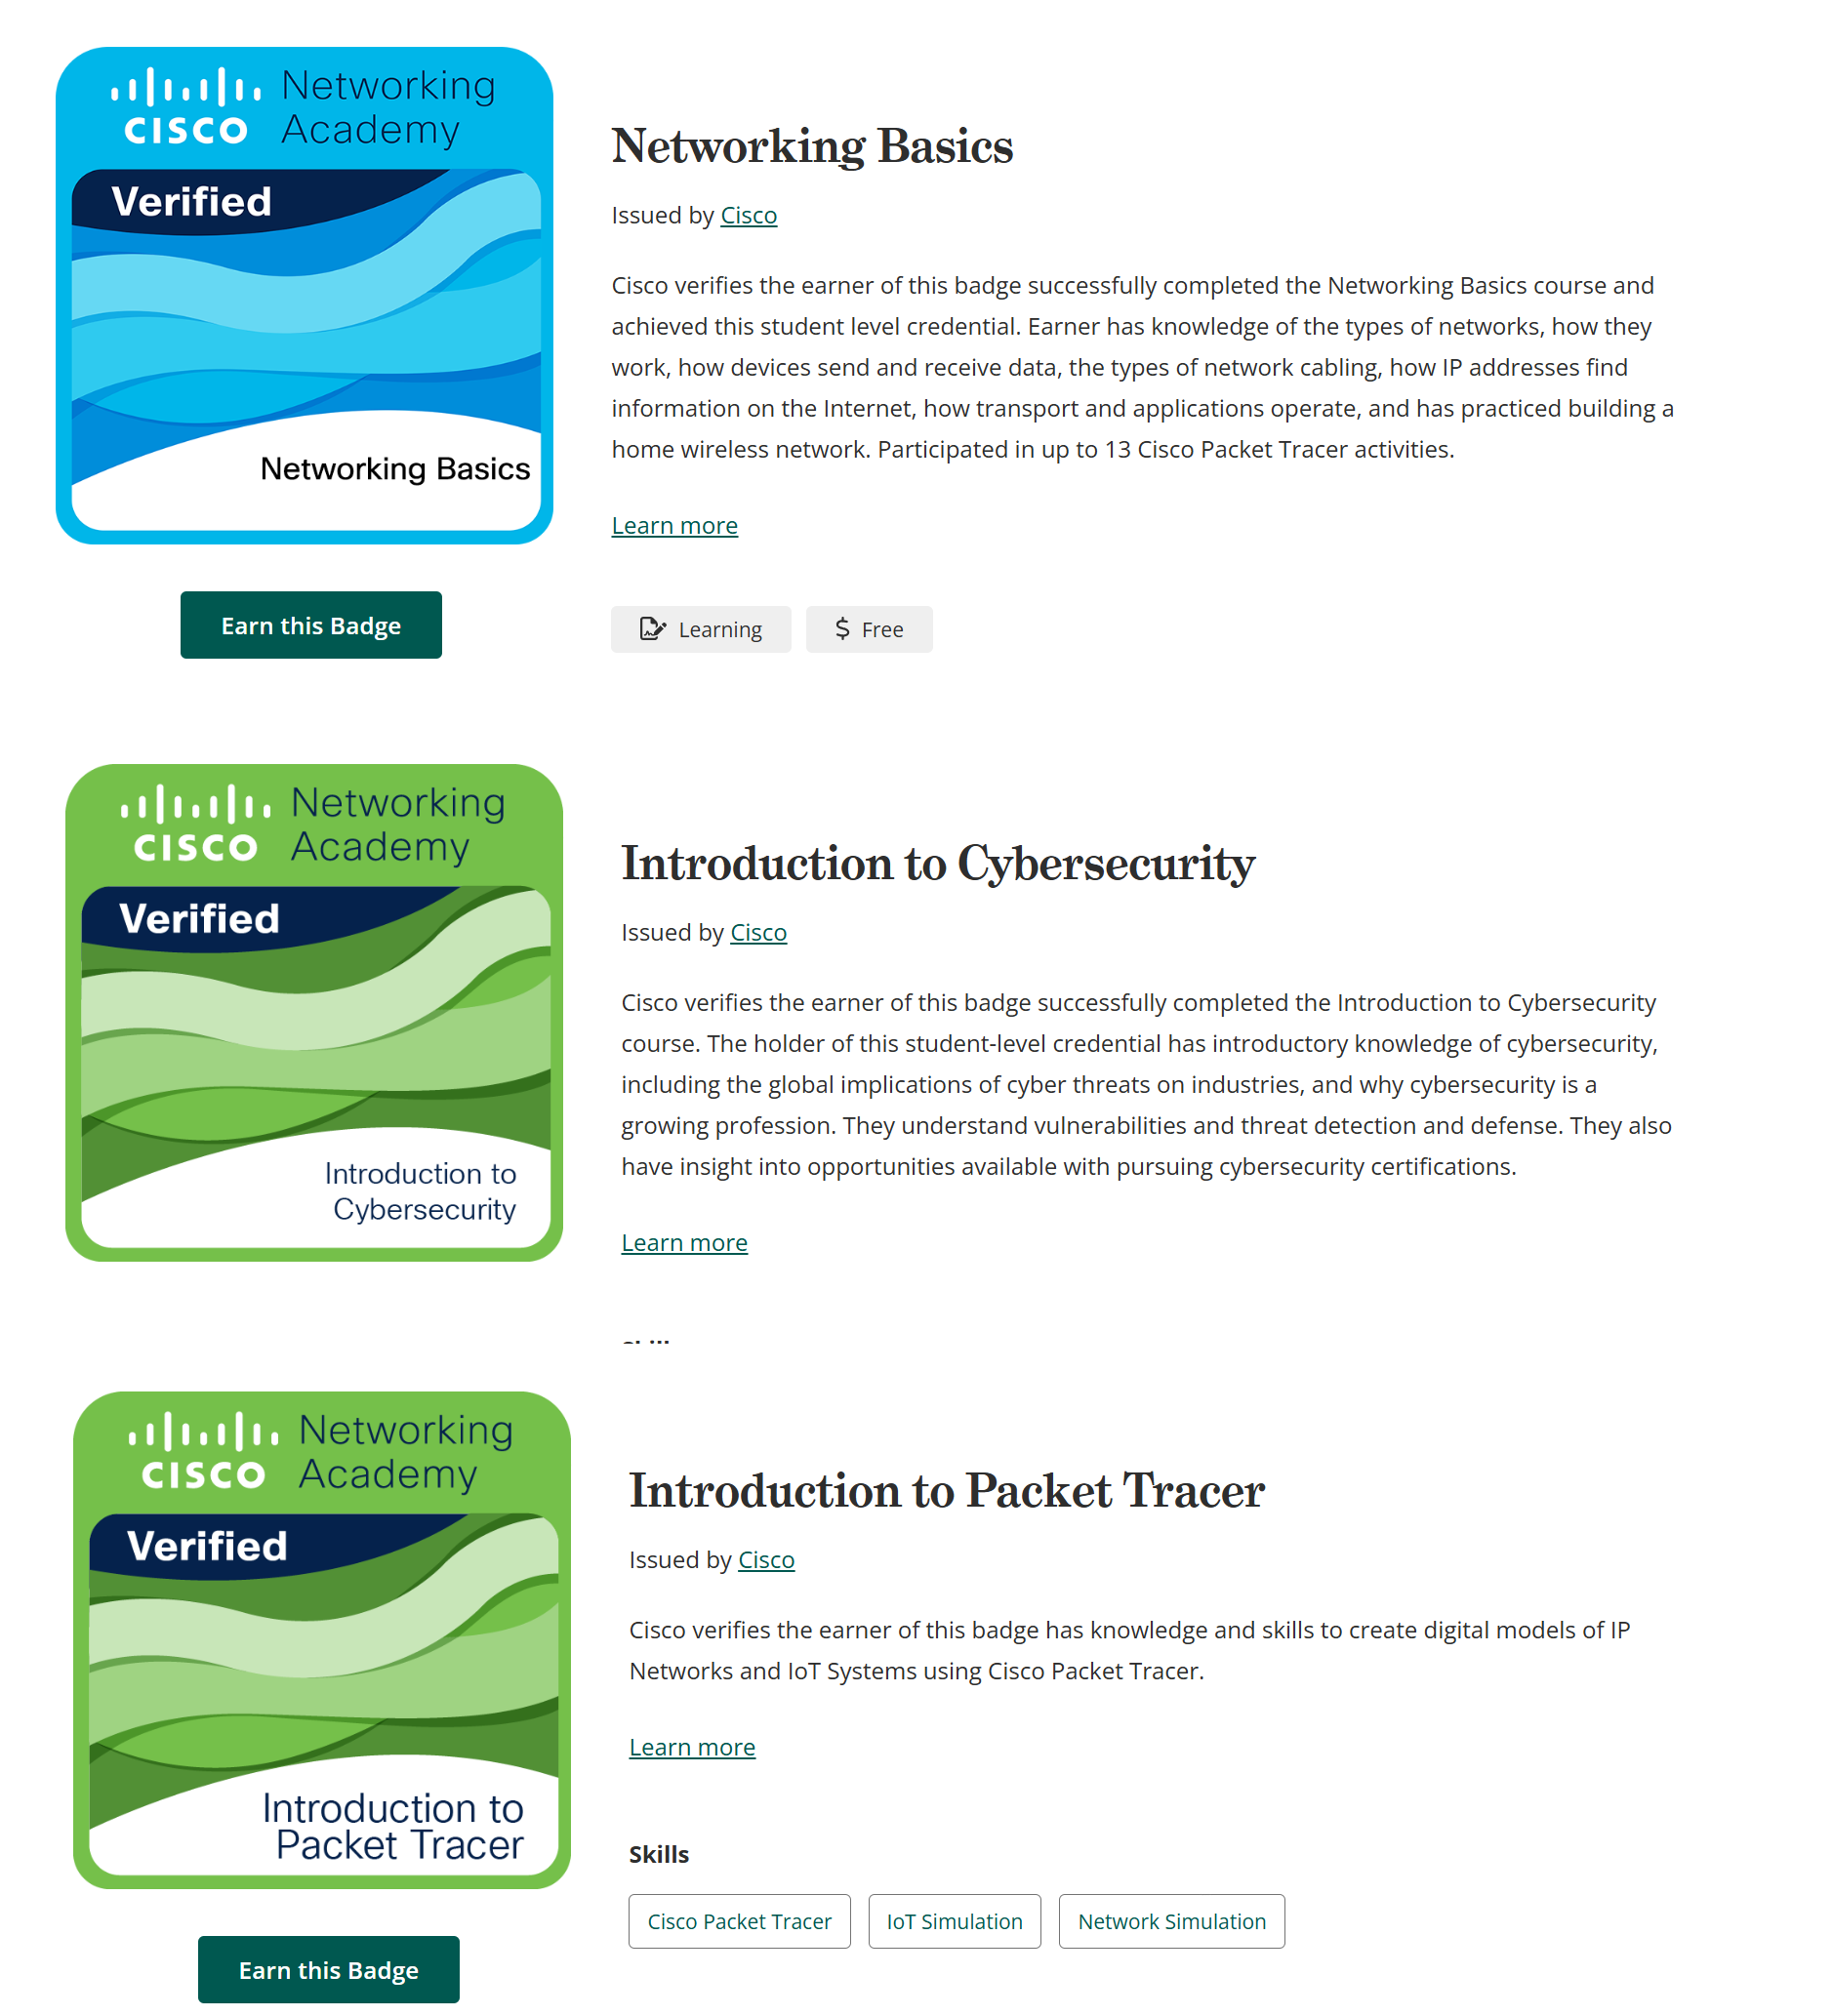 CISCO
Networking
Academy
Verified
Networking Basics
Earn this Badge
Networking Basics
Issued by Cisco
Cisco verifies the earner of this badge successfully completed the Networking Basics course and
achieved this student level credential. Earner has knowledge of the types of networks, how they
work, how devices send and receive data, the types of network cabling, how IP addresses find
information on the Internet, how transport and applications operate, and has practiced building a
home wireless network. Participated in up to 13 Cisco Packet Tracer activities.
Learn more
Learning
$ Free
CISCO
Networking
Academy
Verified
Introduction to
Cybersecurity
Introduction to Cybersecurity
Issued by Cisco
Cisco verifies the earner of this badge successfully completed the Introduction to Cybersecurity
course. The holder of this student-level credential has introductory knowledge of cybersecurity,
including the global implications of cyber threats on industries, and why cybersecurity is a
growing profession. They understand vulnerabilities and threat detection and defense. They also
have insight into opportunities available with pursuing cybersecurity certifications.
Learn more
CISCO
Networking
Academy
Verified
Introduction to
Packet Tracer
Earn this Badge
Introduction to Packet Tracer
Issued by Cisco
Cisco verifies the earner of this badge has knowledge and skills to create digital models of IP
Networks and IoT Systems using Cisco Packet Tracer.
Learn more
Skills
Cisco Packet Tracer
IoT Simulation
Network Simulation